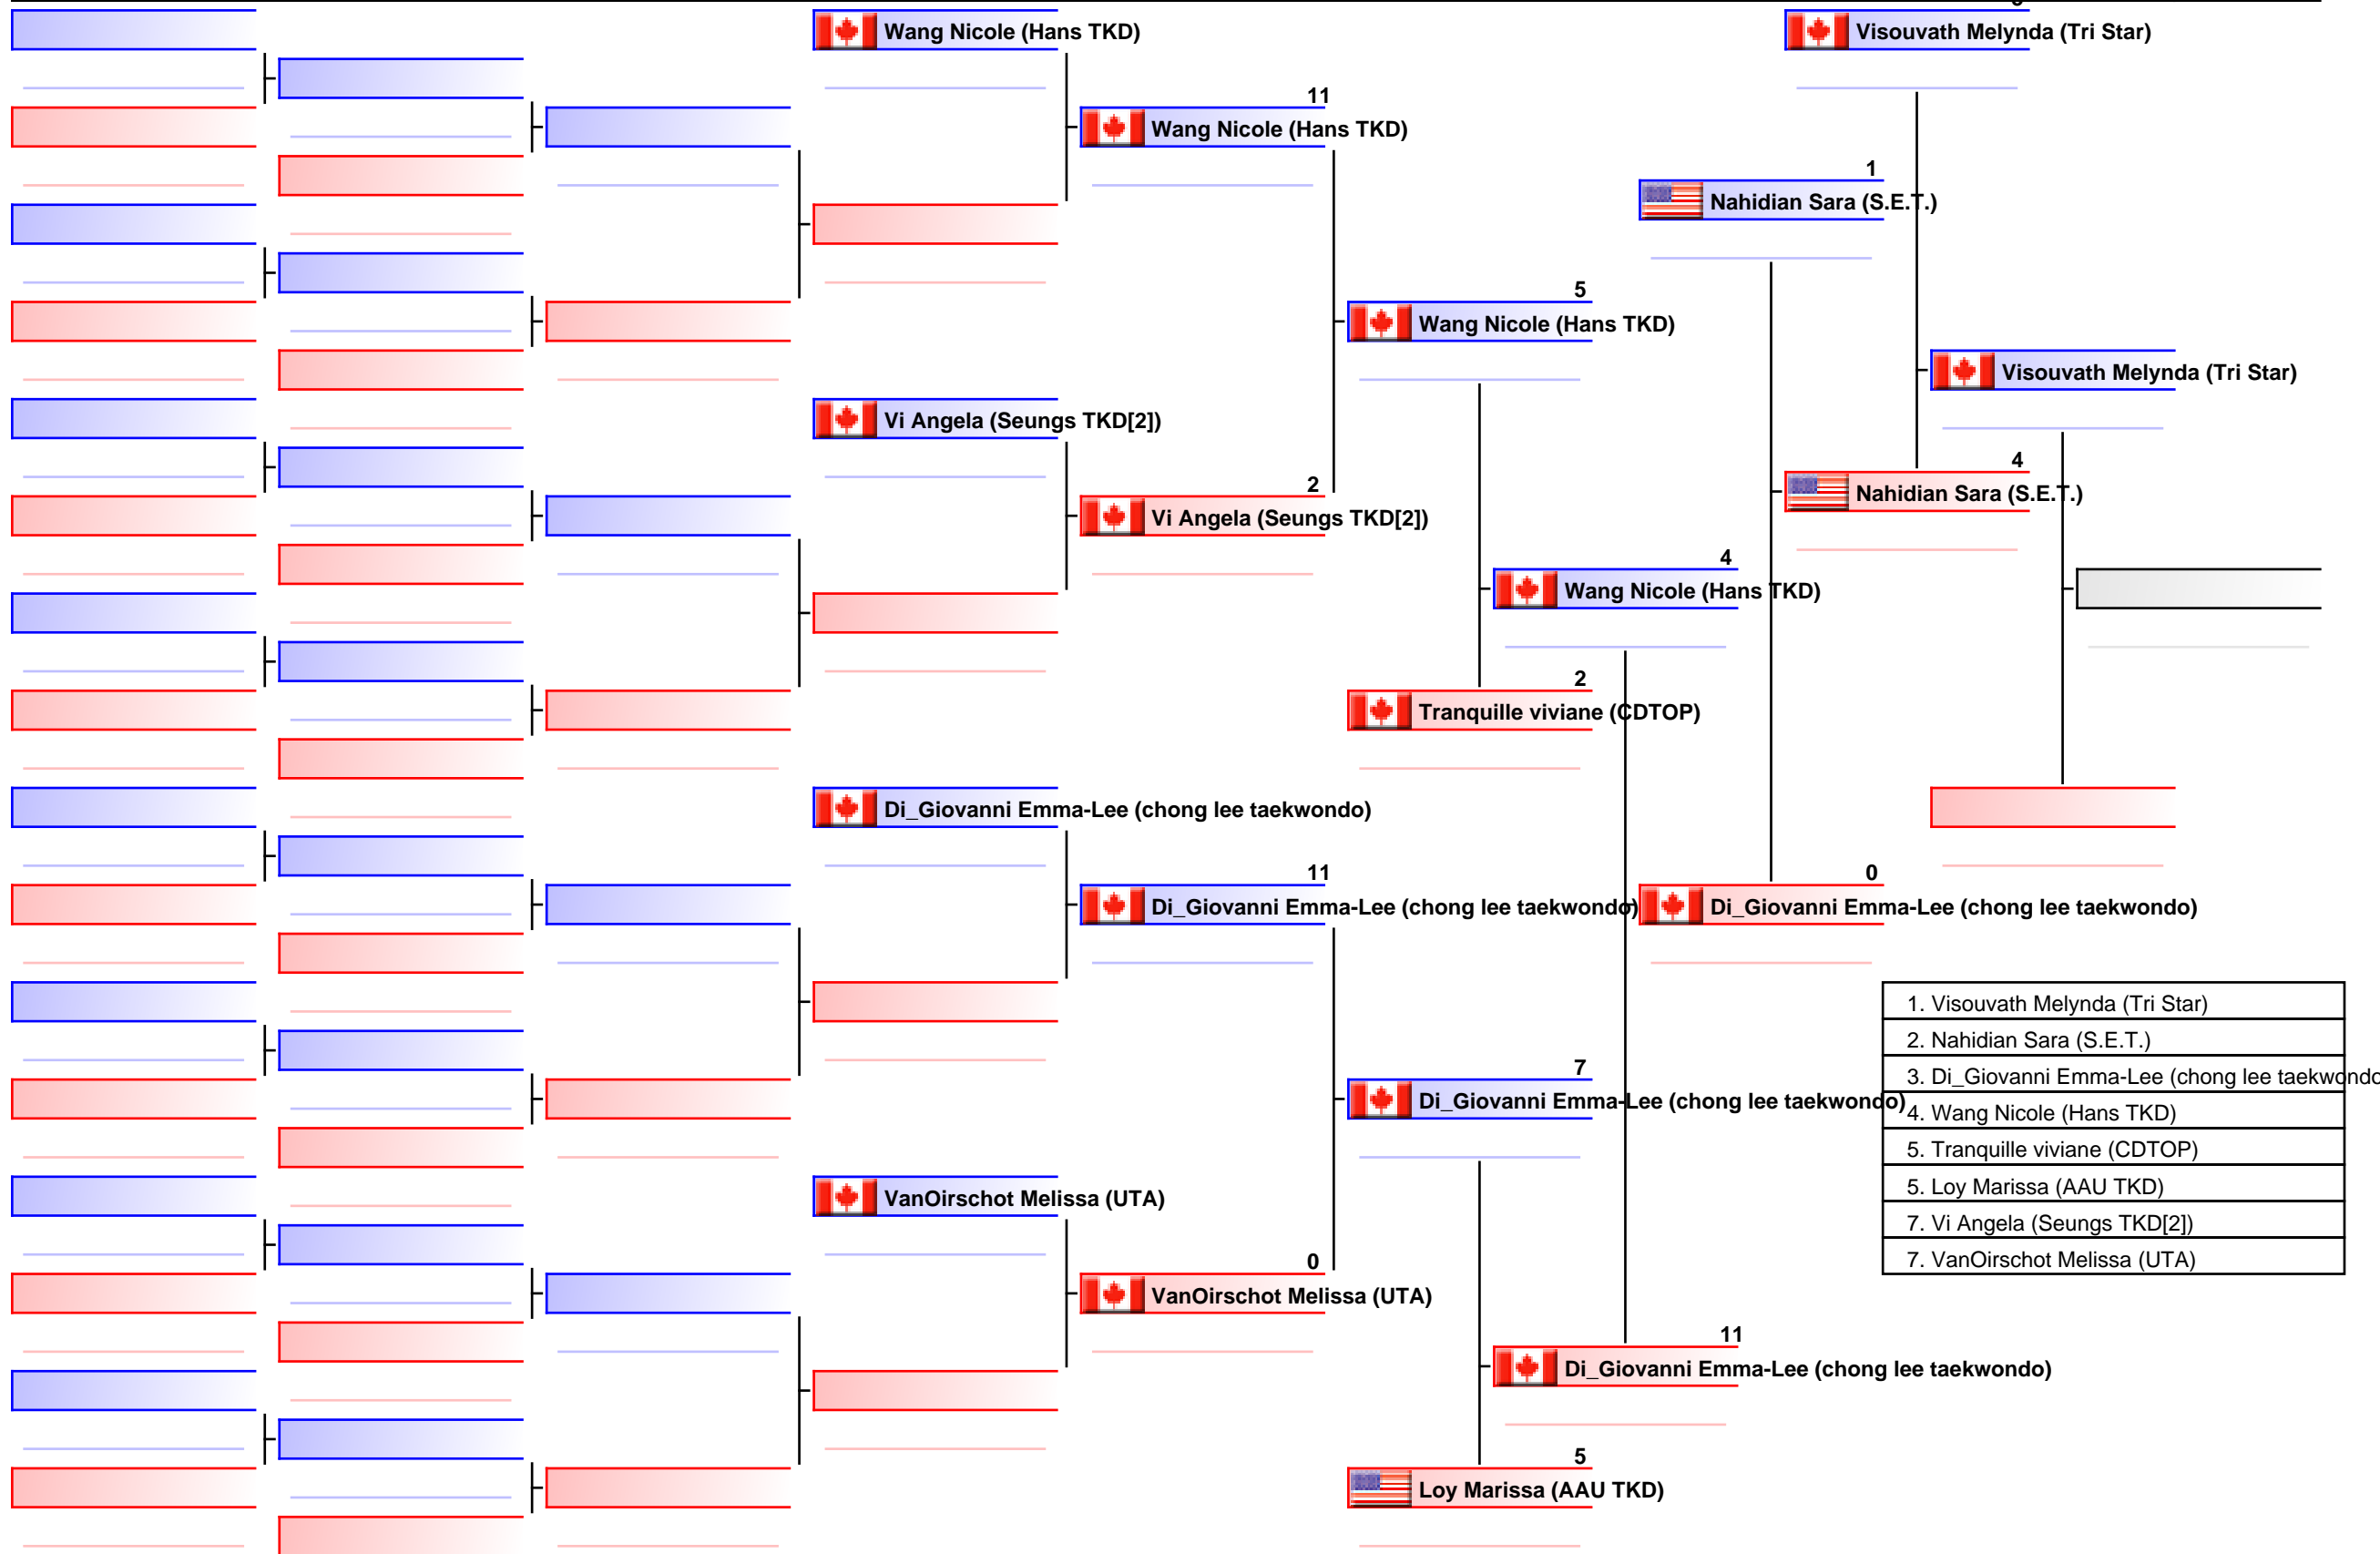 Wang Nicole (Hans TKD)
Visouvath Melynda (Tri Star)
11
Wang Nicole (Hans TKD)
1
Nahidian Sara (S.E.T.)
5
Wang Nicole (Hans TKD)
Visouvath Melynda (Tri Star)
Vi Angela (Seungs TKD[2])
4
Nahidian Sara (S.E.T.)
2
Vi Angela (Seungs TKD[2])
4
Wang Nicole (Hans TKD)
2
Tranquille viviane (CDTOP)
Di_Giovanni Emma-Lee (chong lee taekwondo)
11
Di_Giovanni Emma-Lee (chong lee taekwondo)
0
Di_Giovanni Emma-Lee (chong lee taekwondo)
1. Visouvath Melynda (Tri Star)
2. Nahidian Sara (S.E.T.)
3. Di_Giovanni Emma-Lee (chong lee taekwondo
4. Wang Nicole (Hans TKD)
5. Tranquille viviane (CDTOP)
5. Loy Marissa (AAU TKD)
7. Vi Angela (Seungs TKD[2])
7. VanOirschot Melissa (UTA)
7
Di_Giovanni Emma-Lee (chong lee taekwondo)
VanOirschot Melissa (UTA)
0
VanOirschot Melissa (UTA)
11
Di_Giovanni Emma-Lee (chong lee taekwondo)
5
Loy Marissa (AAU TKD)